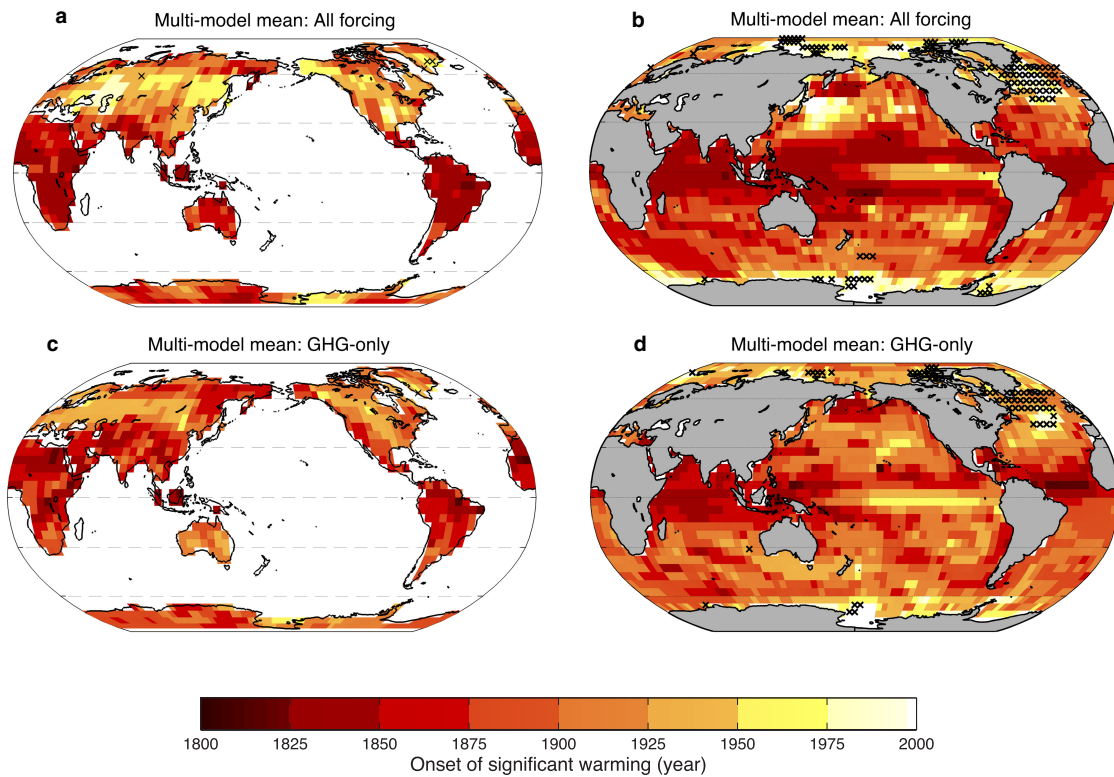 a
Multi-model mean: All forcing
b
Multi-model mean: All forcing
c
Multi-model mean: GHG-only
d
Multi-model mean: GHG-only
1800 1825 1850 1875 1900 1925 1950 1975 2000
Onset of significant warming (year)